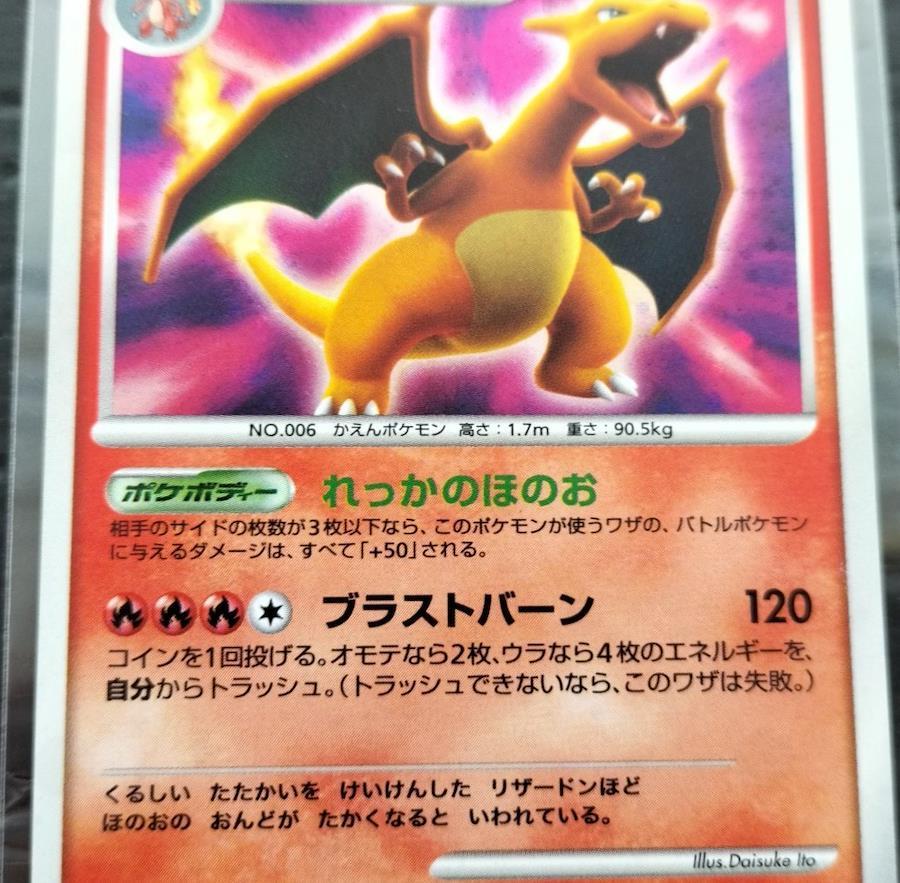 NO.006 かえんポケモン 高さ:1.7m 重さ:90.5kg
ポケボディー れっかのほのお
相手のサイドの枚数が3枚以下なら、このポケモンが使うワザの、バトルポケモン
に与えるダメージは、すべて「+50」される。
ブラストバーン 120
コインを1回投げる。オモテなら2枚、ウラなら4枚のエネルギーを、
自分からトラッシュ。(トラッシュできないなら、このワザは失敗。)
くるしい たたかいを けいけんした リザードンほど
ほのおの おんどが たかくなると いわれている。
Illus. Daisuke Ito